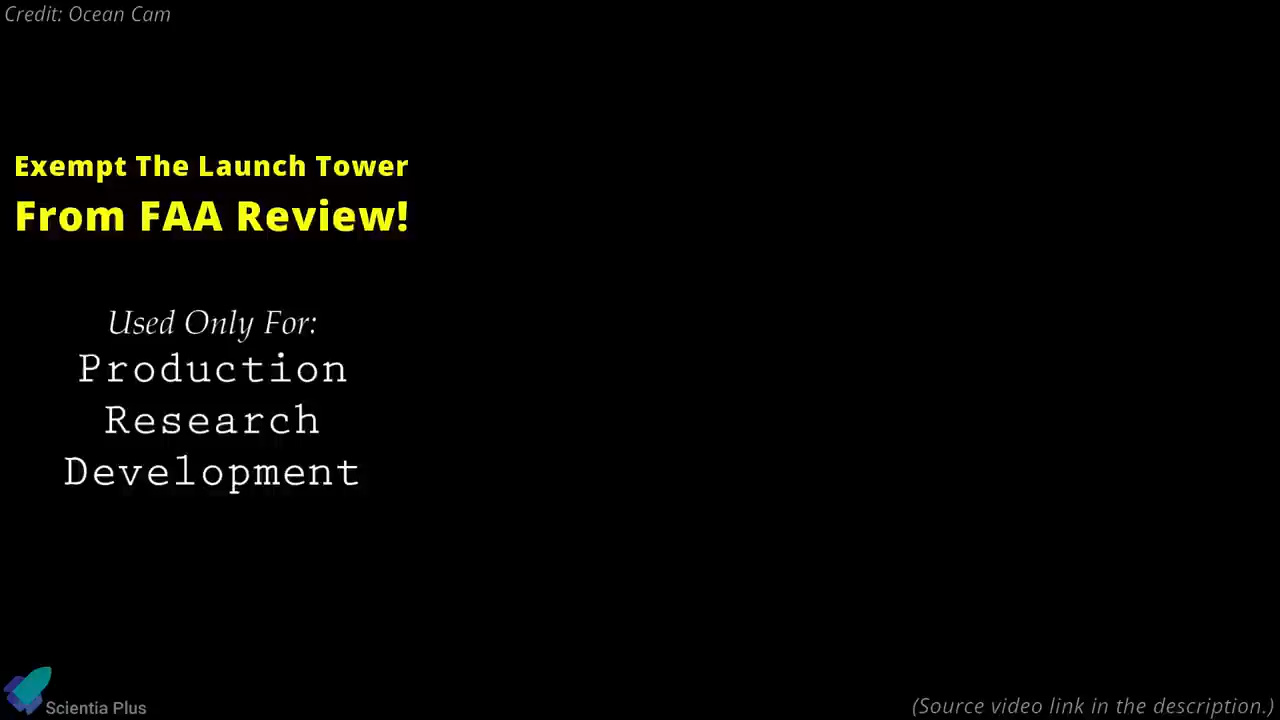 Credit: Ocean Cam
Exempt The Launch Tower
From FAA Review!
Used Only For:
Production
Research
Development
Scientia Plus
(Source video link in the description.)